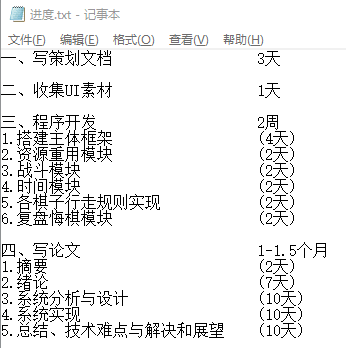 进度.txt - 记事本
文件(F) 编辑(E) 格式(O) 查看(V) 帮助(H)
一、写策划文档 3天
二、收集UI素材 1天
三、程序开发 2周
1.搭建主体框架 (4天)
2.资源重用模块 (2天)
3.战斗模块 (2天)
4.时间模块 (2天)
5.各棋子行走规则实现 (2天)
6.复盘悔棋模块 (2天)
四、写论文 1-1.5个月
1.摘要 (2天)
2.绪论 (7天)
3.系统分析与设计 (10天)
4.系统实现 (10天)
5.总结、技术难点与解决和展望 (10天)